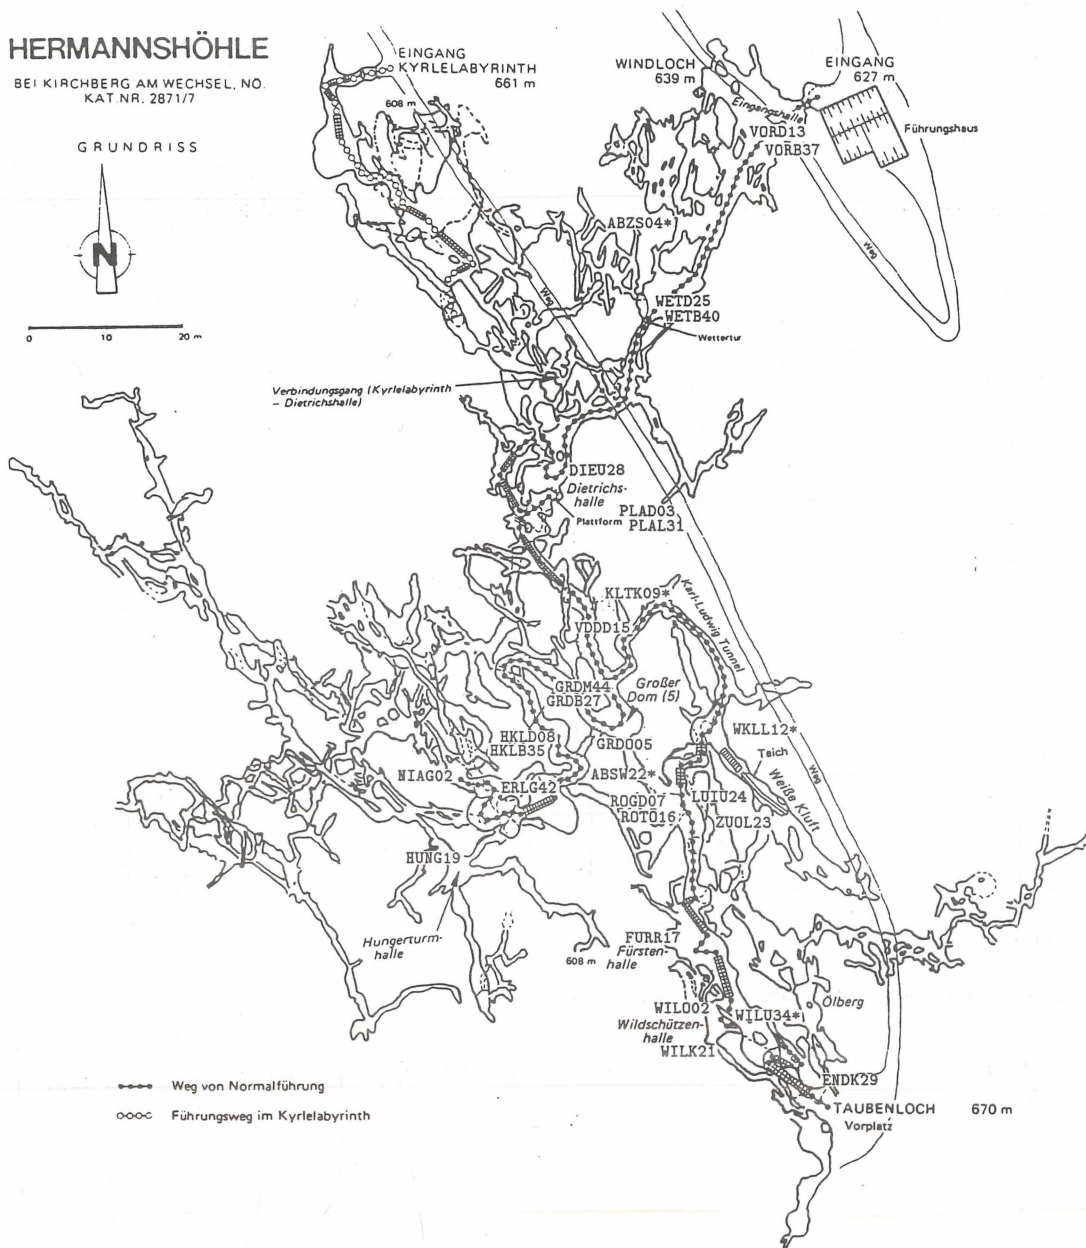 HERMANNSHÖHLE
BEI KIRCHBERG AM WECHSEL, NÖ.
KAT.NR. 2871/7
GRUNDRISS
N
0 10 20 m
EINGANG
KYRLELABYRINTH
661 m
608 m
WINDLOCH
639 m
EINGANG
627 m
Eingangshalle
Führungshaus
VORD13
VORB37
Weg
ABZS04*
Weg
WETD25
WETB40
Wettertür
Verbindungsgang (Kyrlelabyrinth
– Dietrichshalle)
DIEU28
Dietrichs-
halle
Plattform
PLAD03
PLAL31
KLTK09*
Karl-Ludwig Tunnel
VDDD15
GRDM44
GRDB27
Großer
Dom (5)
GRDO05
HKLD08
HKLB35
WKLL12*
Teich
Weiße Kluft
Weg
NIAG02
ERLG42
ABSW22*
ROGD07
ROTO16
LUIU24
ZUOL23
HUNG19
Hungerturm-
halle
608 m
FURR17
Fürsten-
halle
WILO02
Wildschützen-
halle
WILU34*
WILK21
Ölberg
ENDK29
TAUBENLOCH 670 m
Vorplatz
Weg von Normalführung
Führungsweg im Kyrlelabyrinth